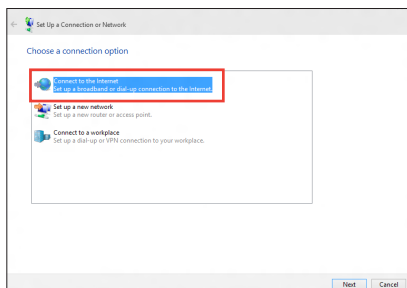 Set Up a Connection or Network
Choose a connection option
Connect to the Internet
Set up a broadband or dial-up connection to the Internet.
Set up a new network
Set up a new router or access point.
Connect to a workplace
Set up a dial-up or VPN connection to your workplace.
Next Cancel